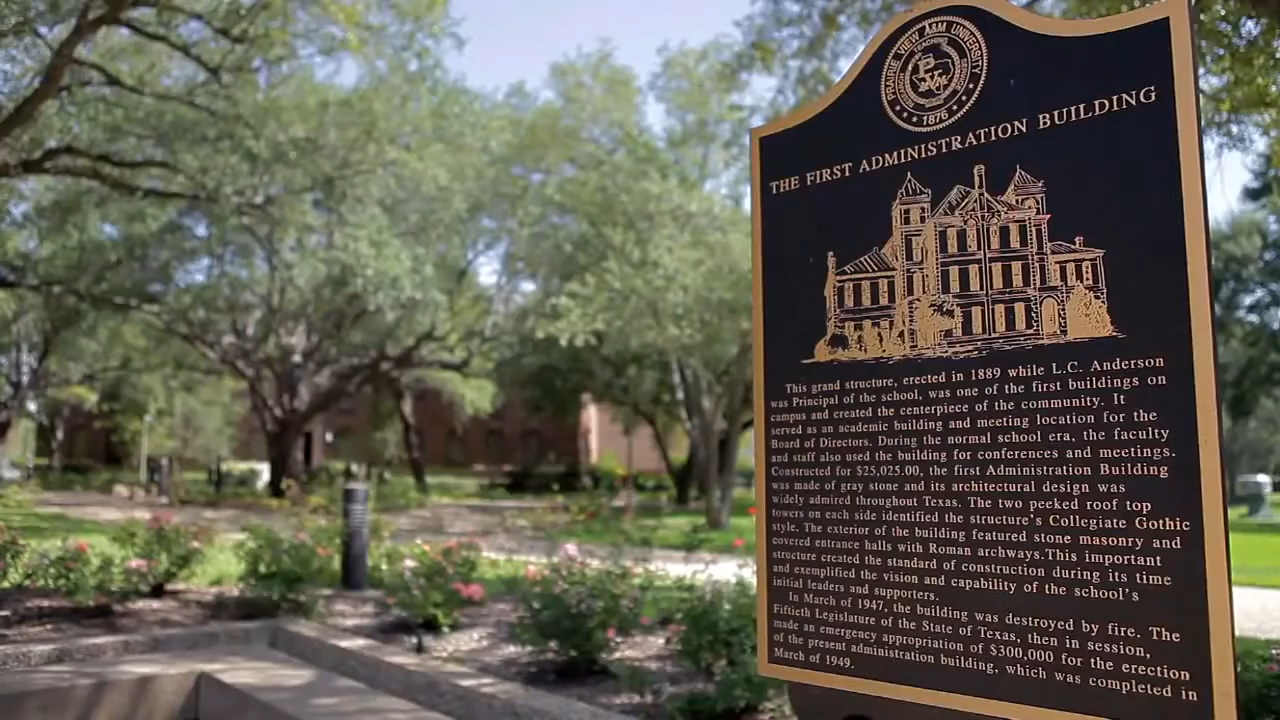 PRAIRIE VIEW A&M UNIVERSITY
TEACHING
RESEARCH
SERVICE
PV
1876
THE FIRST ADMINISTRATION BUILDING
This grand structure, erected in 1889 while L.C. Anderson
was Principal of the school, was one of the first buildings on
campus and created the centerpiece of the community. It
served as an academic building and meeting location for the
Board of Directors. During the normal school era, the faculty
and staff also used the building for conferences and meetings.
Constructed for $25,025.00, the first Administration Building
was made of gray stone and its architectural design was
widely admired throughout Texas. The two peeked roof top
towers on each side identified the structure's Collegiate Gothic
style. The exterior of the building featured stone masonry and
covered entrance halls with Roman archways.This important
structure created the standard of construction during its time
and exemplified the vision and capability of the school's
initial leaders and supporters.
In March of 1947, the building was destroyed by fire. The
Fiftieth Legislature of the State of Texas, then in session,
made an emergency appropriation of $300,000 for the erection
of the present administration building, which was completed in
March of 1949.